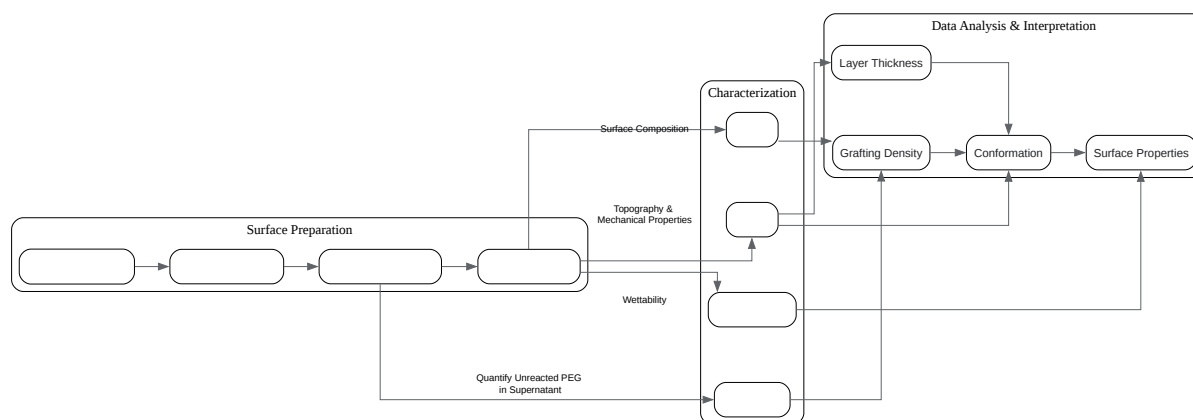 Data Analysis & Interpretation
Layer Thickness
Characterization
Surface Composition
Grafting Density
Conformation
Surface Properties
Topography &
Mechanical Properties
Surface Preparation
Wettability
Quantify Unreacted PEG
in Supernatant